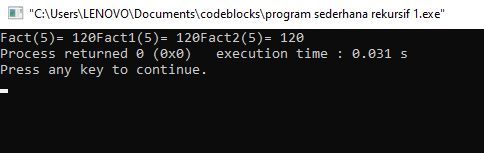 "C:\Users\LENOVO\Documents\codeblocks\program sederhana rekursif 1.exe"
Fact(5)= 120Fact1(5)= 120Fact2(5)= 120
Process returned 0 (0x0)   execution time : 0.031 s
Press any key to continue.